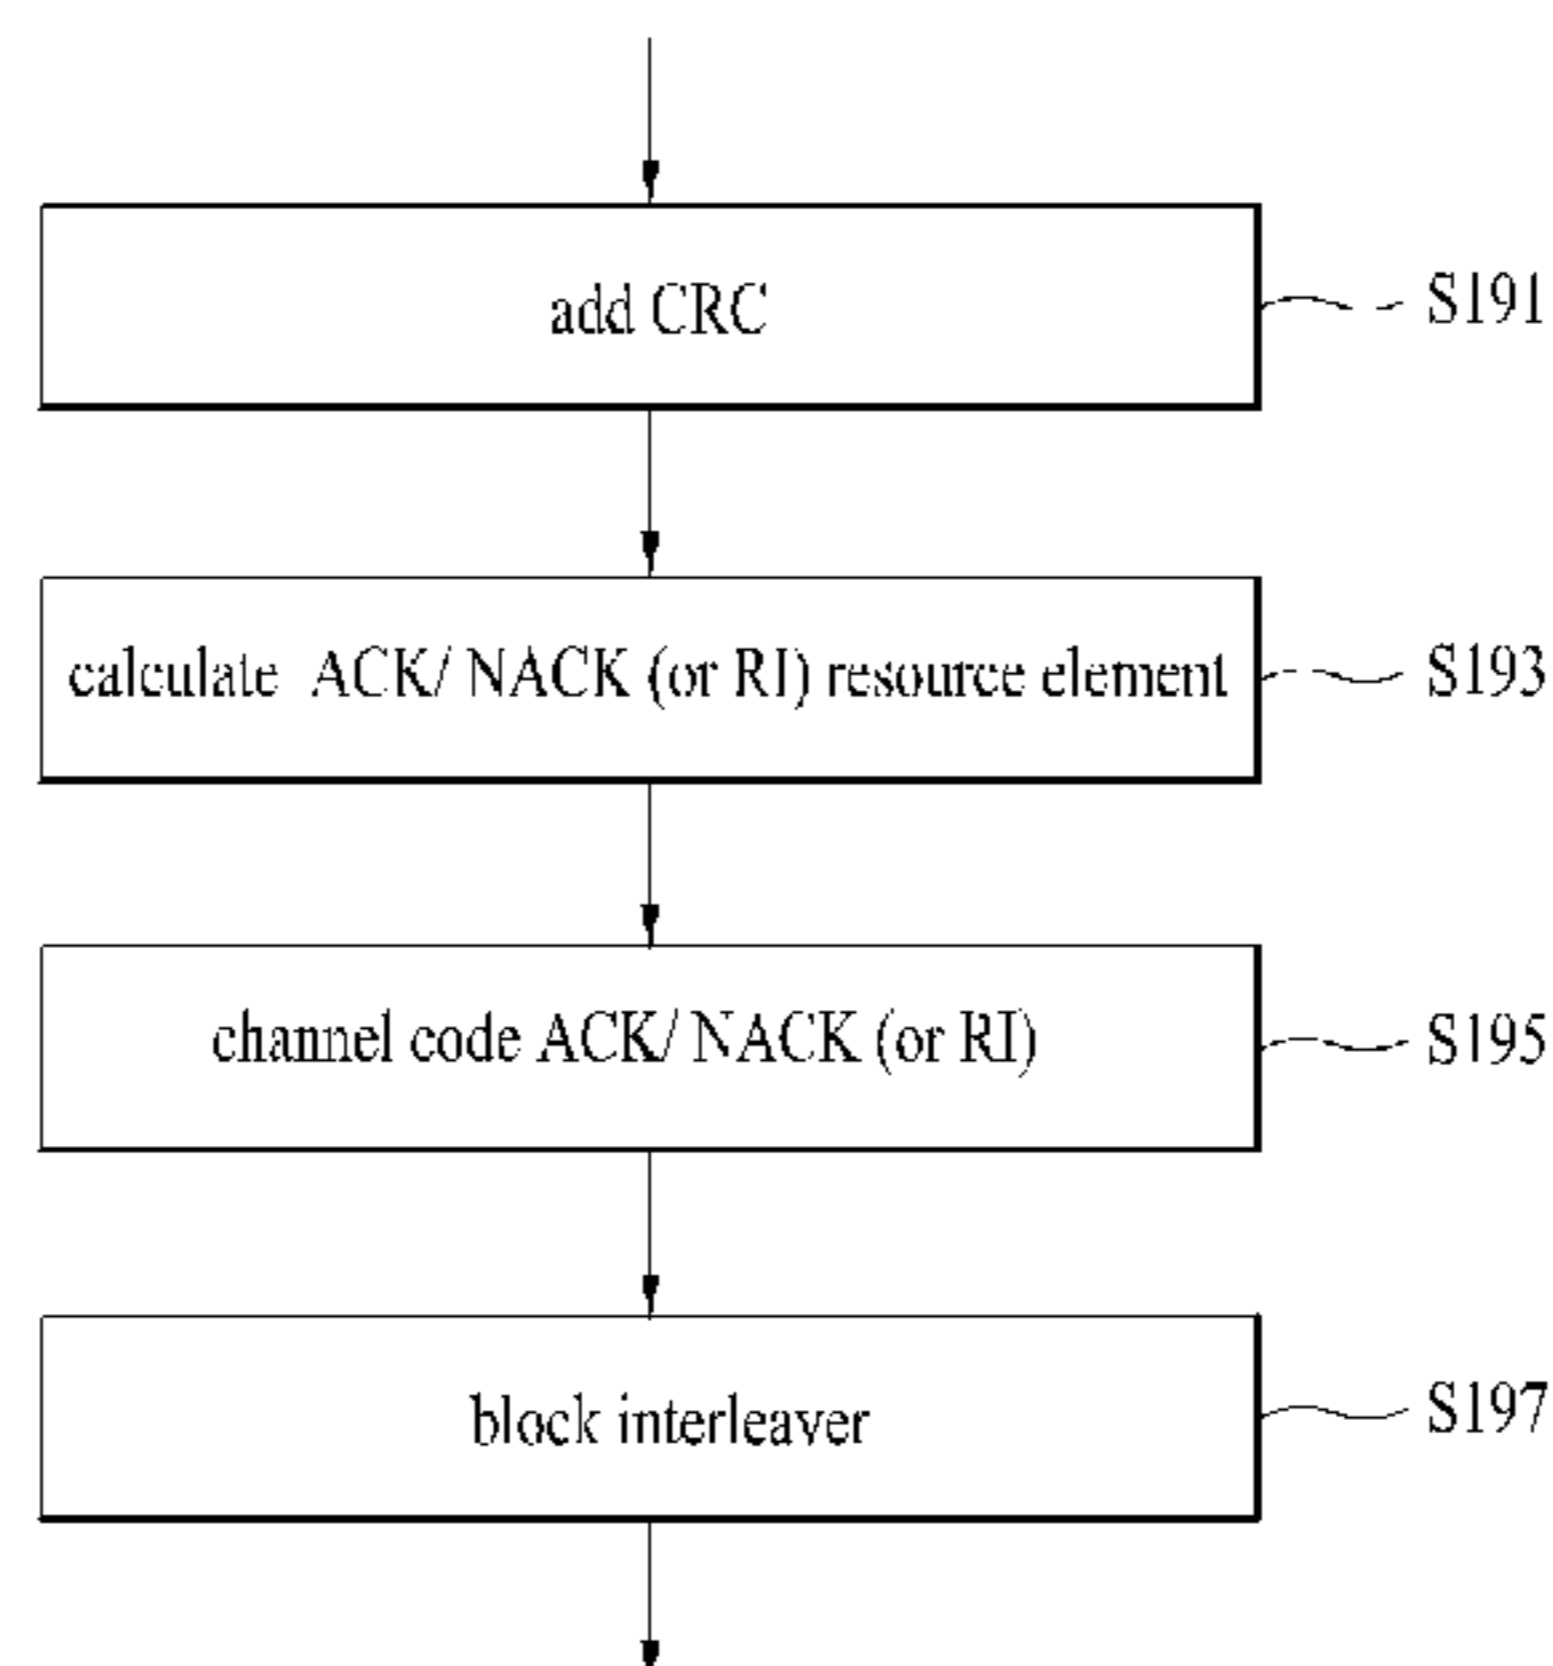 add CRC
S191
calculate ACK/ NACK (or RI) resource element
S193
channel code ACK/ NACK (or RI)
S195
block interleaver
S197